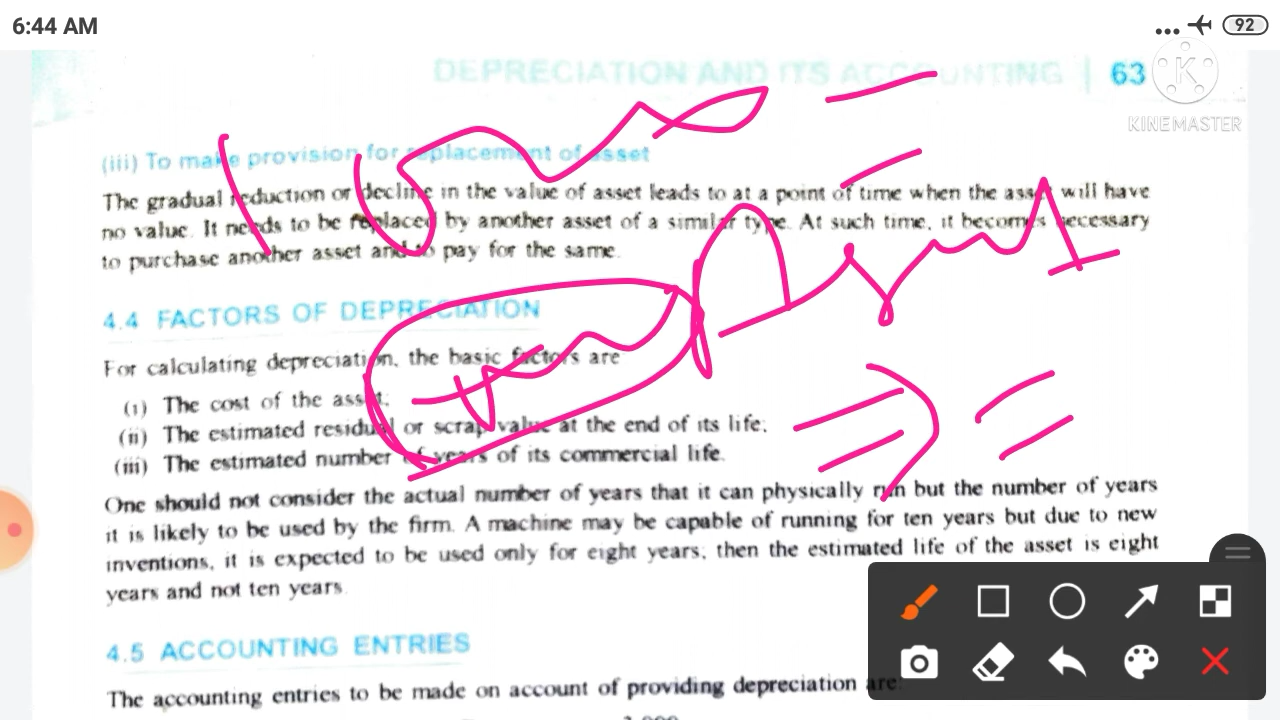 6:44 AM
92
DEPRECIATION AND ITS ACCOUNTING | 63
KINEMASTER
(iii) To make provision for replacement of asset
The gradual reduction or decline in the value of asset leads to at a point of time when the asset will have
no value. It needs to be replaced by another asset of a similar type. At such time, it becomes necessary
to purchase another asset and to pay for the same.
4.4 FACTORS OF DEPRECIATION
For calculating depreciation, the basic factors are
(i) The cost of the asset;
(ii) The estimated residual or scrap value at the end of its life;
(iii) The estimated number of years of its commercial life.
One should not consider the actual number of years that it can physically run but the number of years
it is likely to be used by the firm. A machine may be capable of running for ten years but due to new
inventions, it is expected to be used only for eight years; then the estimated life of the asset is eight
years and not ten years.
4.5 ACCOUNTING ENTRIES
The accounting entries to be made on account of providing depreciation are: